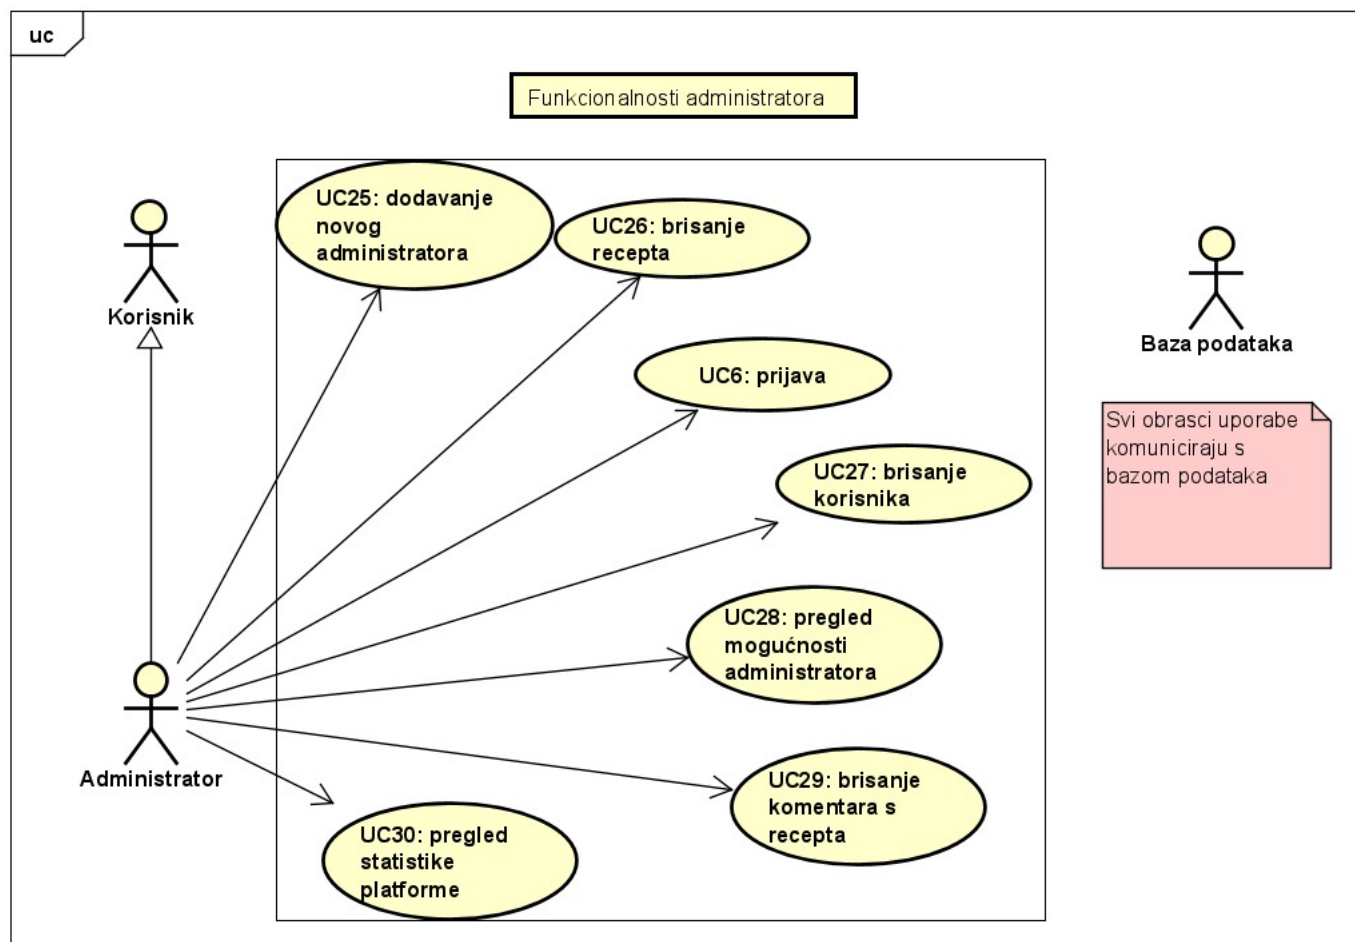 uc
Funkcionalnosti administratora
UC25: dodavanje
novog
administratora
UC26: brisanje
recepta
Korisnik
UC6: prijava
Baza podataka
Svi obrasci uporabe
komuniciraju s
bazom podataka
UC27: brisanje
korisnika
UC28: pregled
mogućnosti
administratora
Administrator
UC29: brisanje
komentara s
recepta
UC30: pregled
statistike
platforme